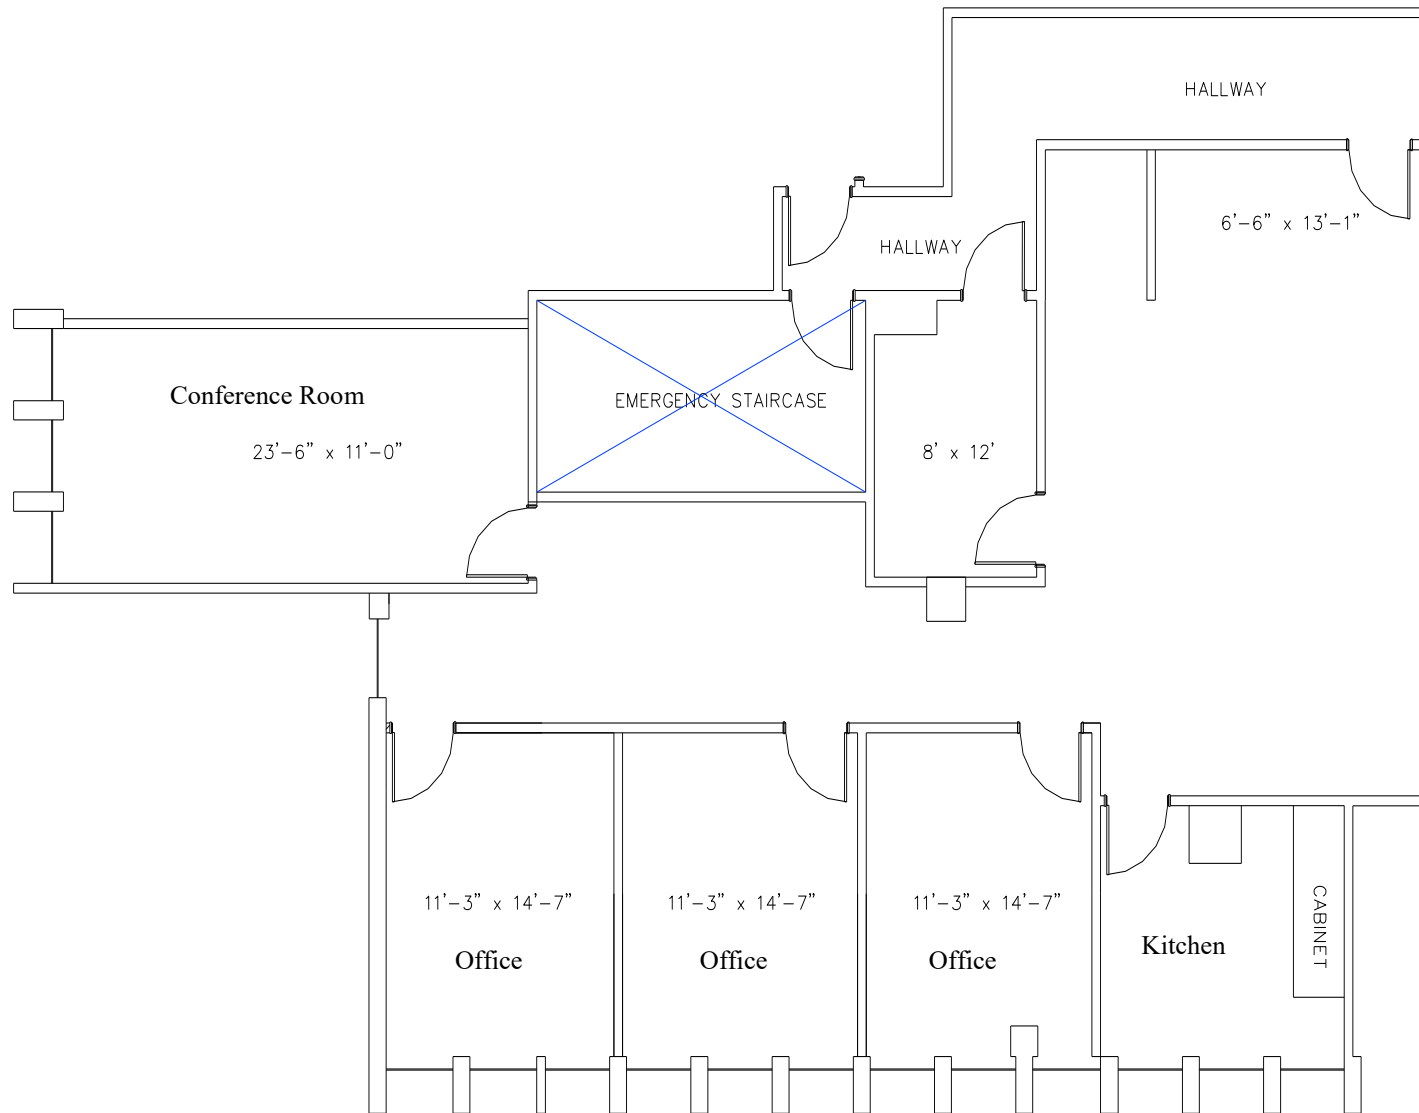 HALLWAY
6'-6" x 13'-1"
HALLWAY
Conference Room
23'-6" x 11'-0"
EMERGENCY STAIRCASE
8' x 12'
11'-3" x 14'-7"
Office
11'-3" x 14'-7"
Office
11'-3" x 14'-7"
Office
Kitchen
CABINET